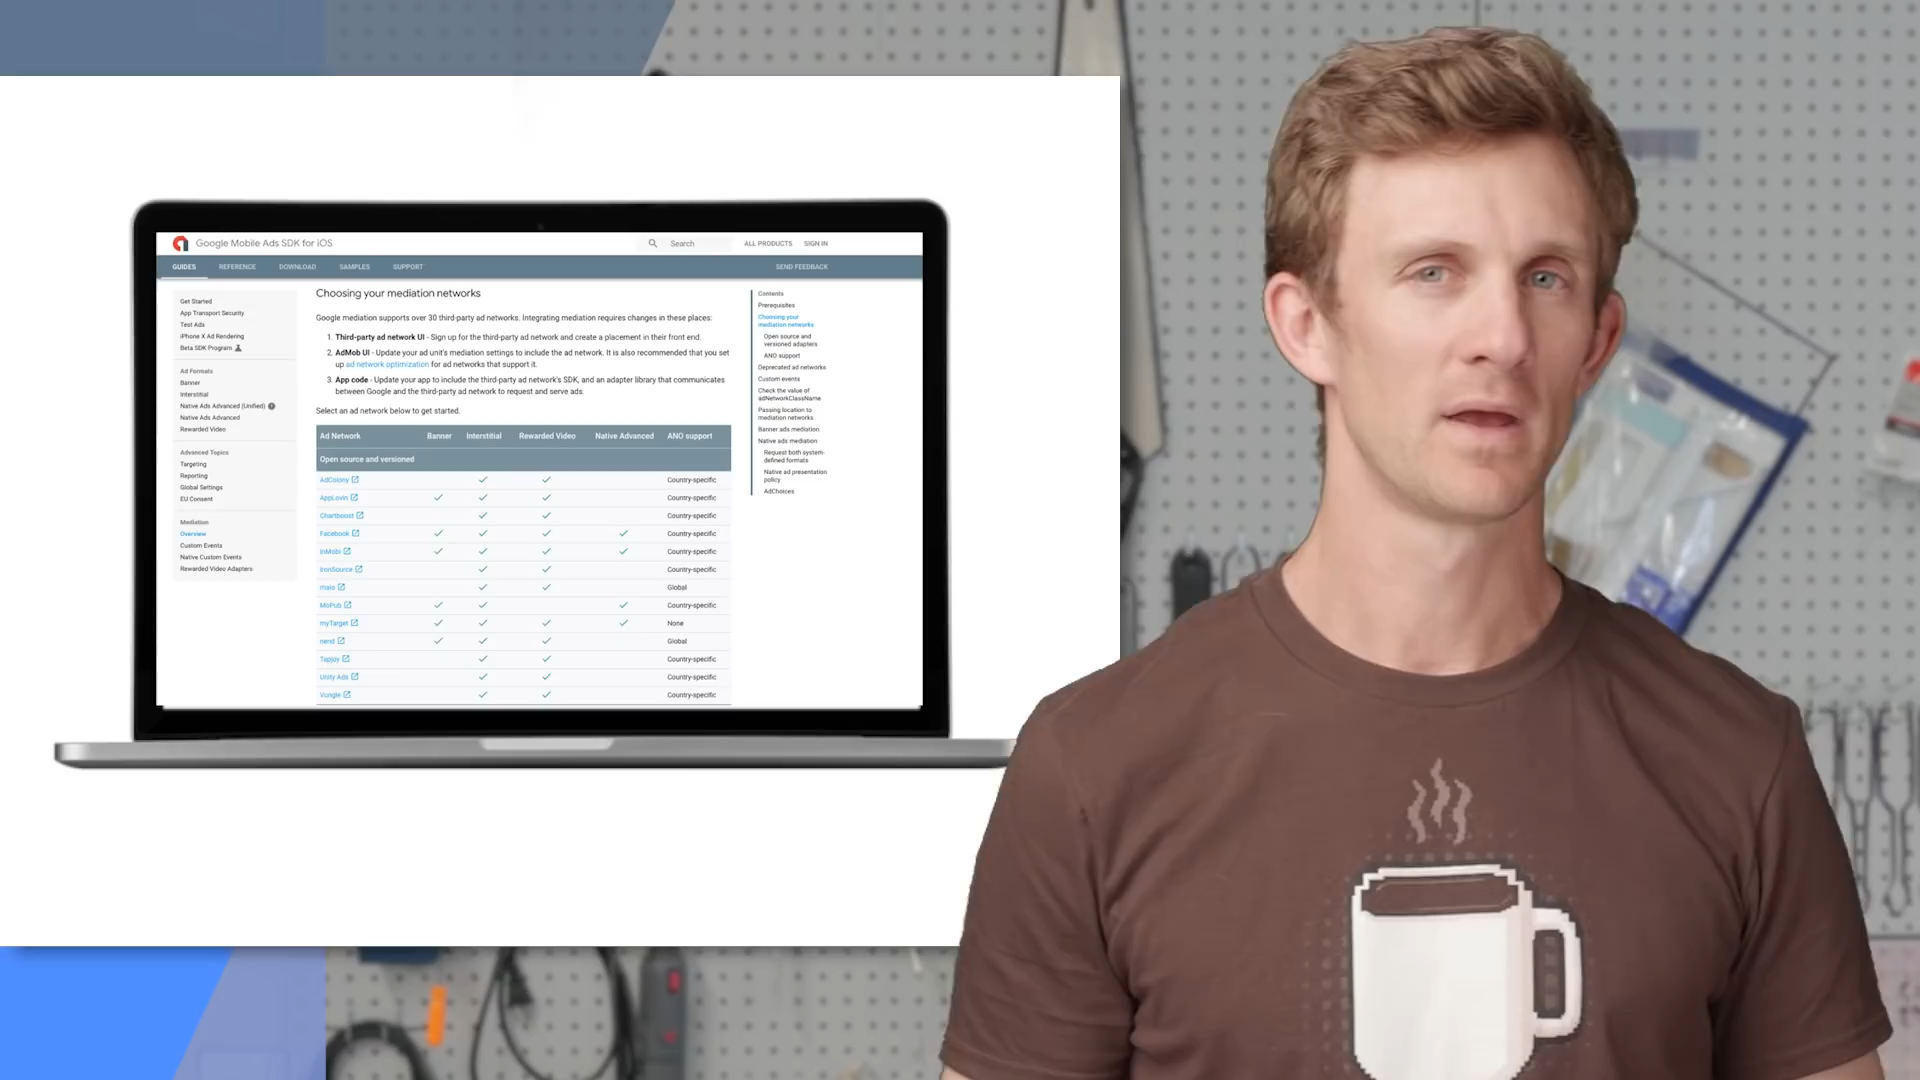 Google Mobile Ads SDK for iOS
Search
ALL PRODUCTS
SIGN IN
GUIDES
REFERENCE
DOWNLOAD
SAMPLES
SUPPORT
SEND FEEDBACK
Get Started
App Transport Security
Test Ads
iPhone X Ad Rendering
Beta SDK Program
Ad Formats
Banner
Interstitial
Native Ads Advanced (Unified)
Native Ads Advanced
Rewarded Video
Advanced Topics
Targeting
Reporting
Global Settings
EU Consent
Mediation
Overview
Custom Events
Native Custom Events
Rewarded Video Adapters
Choosing your mediation networks
Google mediation supports over 30 third-party ad networks. Integrating mediation requires changes in these places:
1. Third-party ad network UI - Sign up for the third-party ad network and create a placement in their front end.
2. AdMob UI - Update your ad unit's mediation settings to include the ad network. It is also recommended that you set
up ad network optimization for ad networks that support it.
3. App code - Update your app to include the third-party ad network's SDK, and an adapter library that communicates
between Google and the third-party ad network to request and serve ads.
Select an ad network below to get started.
Ad Network Banner Interstitial Rewarded Video Native Advanced ANO support
Open source and versioned
AdColony ✓ ✓ Country-specific
AppLovin ✓ ✓ ✓ Country-specific
Chartboost ✓ ✓ Country-specific
Facebook ✓ ✓ ✓ ✓ Country-specific
InMobi ✓ ✓ ✓ ✓ Country-specific
IronSource ✓ ✓ Country-specific
maio ✓ ✓ Global
MoPub ✓ ✓ ✓ Country-specific
myTarget ✓ ✓ ✓ ✓ None
nend ✓ ✓ ✓ Global
Tapjoy ✓ ✓ Country-specific
Unity Ads ✓ ✓ Country-specific
Vungle ✓ ✓ Country-specific
Contents
Prerequisites
Choosing your
mediation networks
Open source and
versioned adapters
ANO support
Deprecated ad networks
Custom events
Check the value of
adNetworkClassName
Passing location to
mediation networks
Banner ads mediation
Native ads mediation
Request both system-
defined formats
Native ad presentation
policy
AdChoices